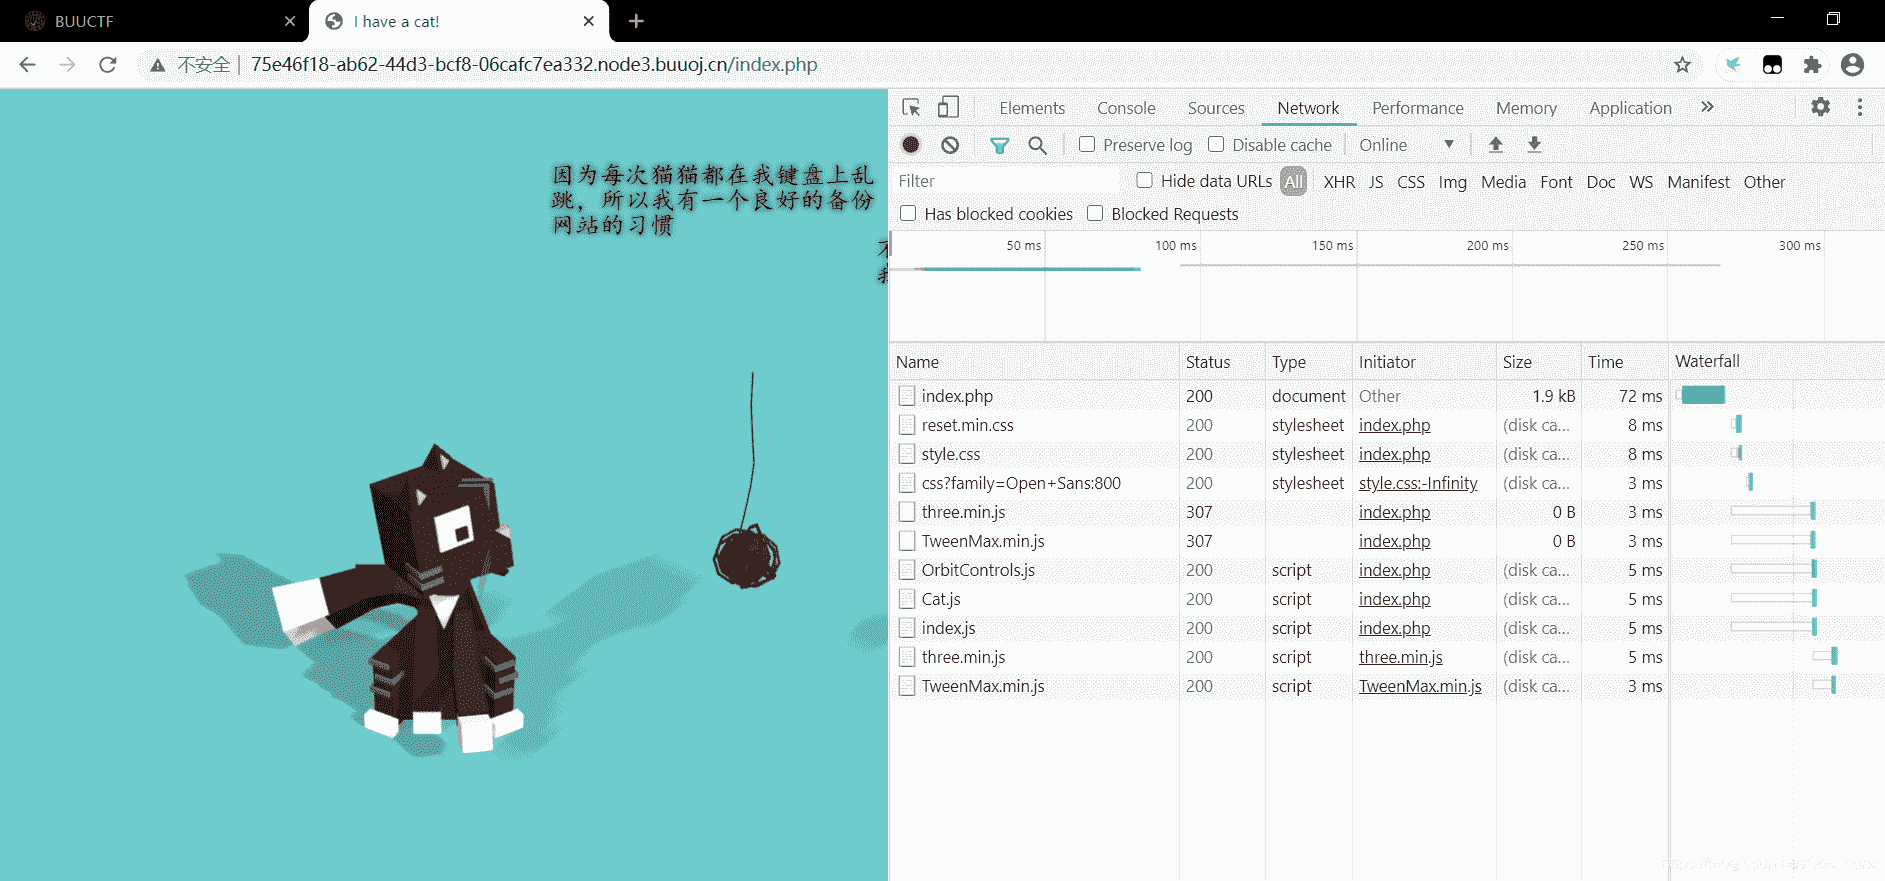 BUUCTF
I have a cat!
不安全 | 75e46f18-ab62-44d3-bcf8-06cafc7ea332.node3.buuoj.cn/index.php
因为每次猫猫都在我键盘上乱
跳，所以我有一个良好的备份
网站的习惯
Elements Console Sources Network Performance Memory Application
Preserve log Disable cache Online
Filter Hide data URLs All XHR JS CSS Img Media Font Doc WS Manifest Other
Has blocked cookies Blocked Requests
50 ms 100 ms 150 ms 200 ms 250 ms 300 ms
Name Status Type Initiator Size Time Waterfall
index.php 200 document Other 1.9 kB 72 ms
reset.min.css 200 stylesheet index.php (disk ca... 8 ms
style.css 200 stylesheet index.php (disk ca... 8 ms
css?family=Open+Sans:800 200 stylesheet style.css:-Infinity (disk ca... 3 ms
three.min.js 307 index.php 0 B 3 ms
TweenMax.min.js 307 index.php 0 B 3 ms
OrbitControls.js 200 script index.php (disk ca... 5 ms
Cat.js 200 script index.php (disk ca... 5 ms
index.js 200 script index.php (disk ca... 5 ms
three.min.js 200 script three.min.js (disk ca... 5 ms
TweenMax.min.js 200 script TweenMax.min.js (disk ca... 3 ms